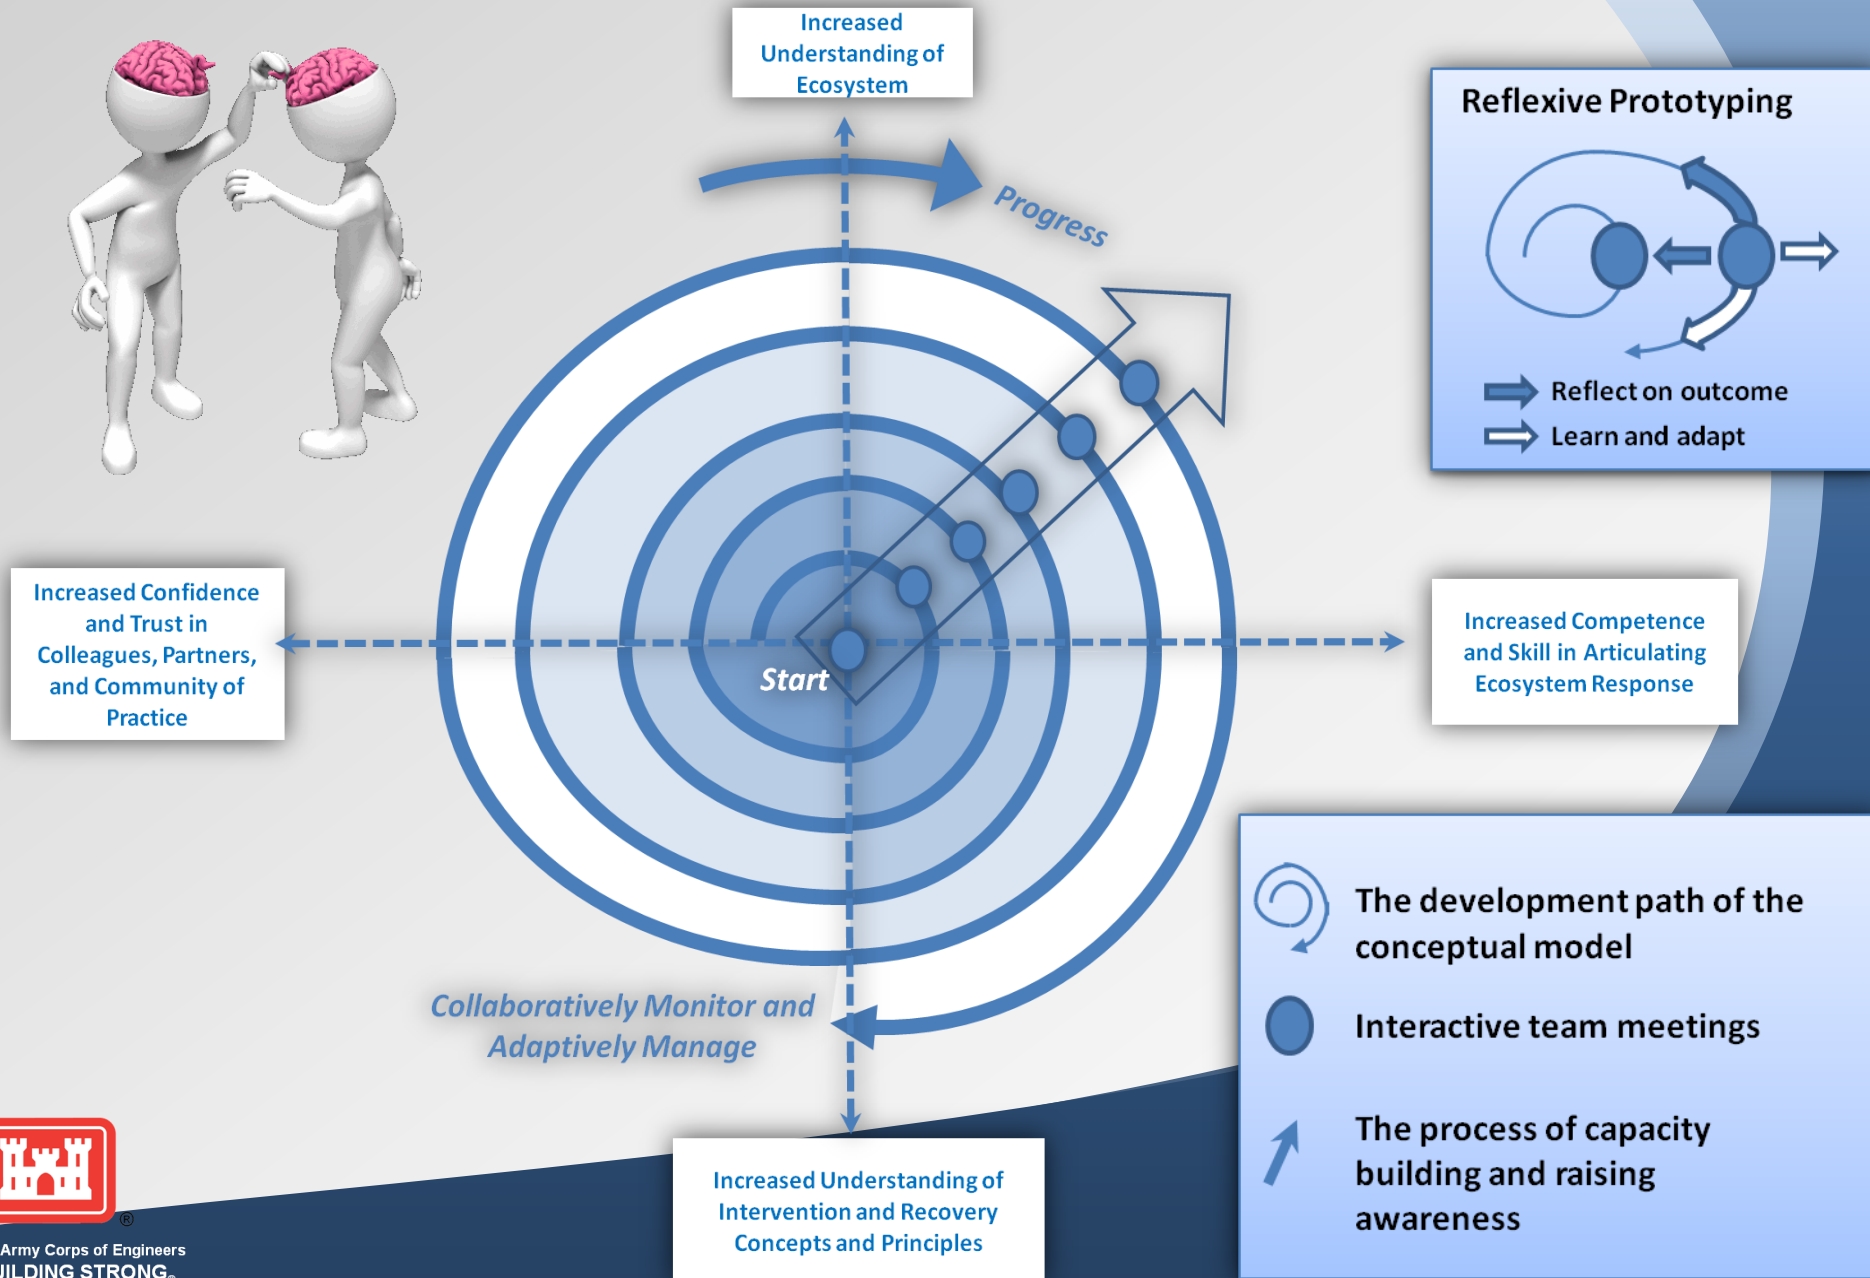 Increased
Understanding of
Ecosystem
Progress
Reflexive Prototyping
Reflect on outcome
Learn and adapt
Increased Confidence
and Trust in
Colleagues, Partners,
and Community of
Practice
Start
Increased Competence
and Skill in Articulating
Ecosystem Response
Collaboratively Monitor and
Adaptively Manage
The development path of the
conceptual model
Interactive team meetings
The process of capacity
building and raising
awareness
Increased Understanding of
Intervention and Recovery
Concepts and Principles
®
Army Corps of Engineers
UILDING STRONG®